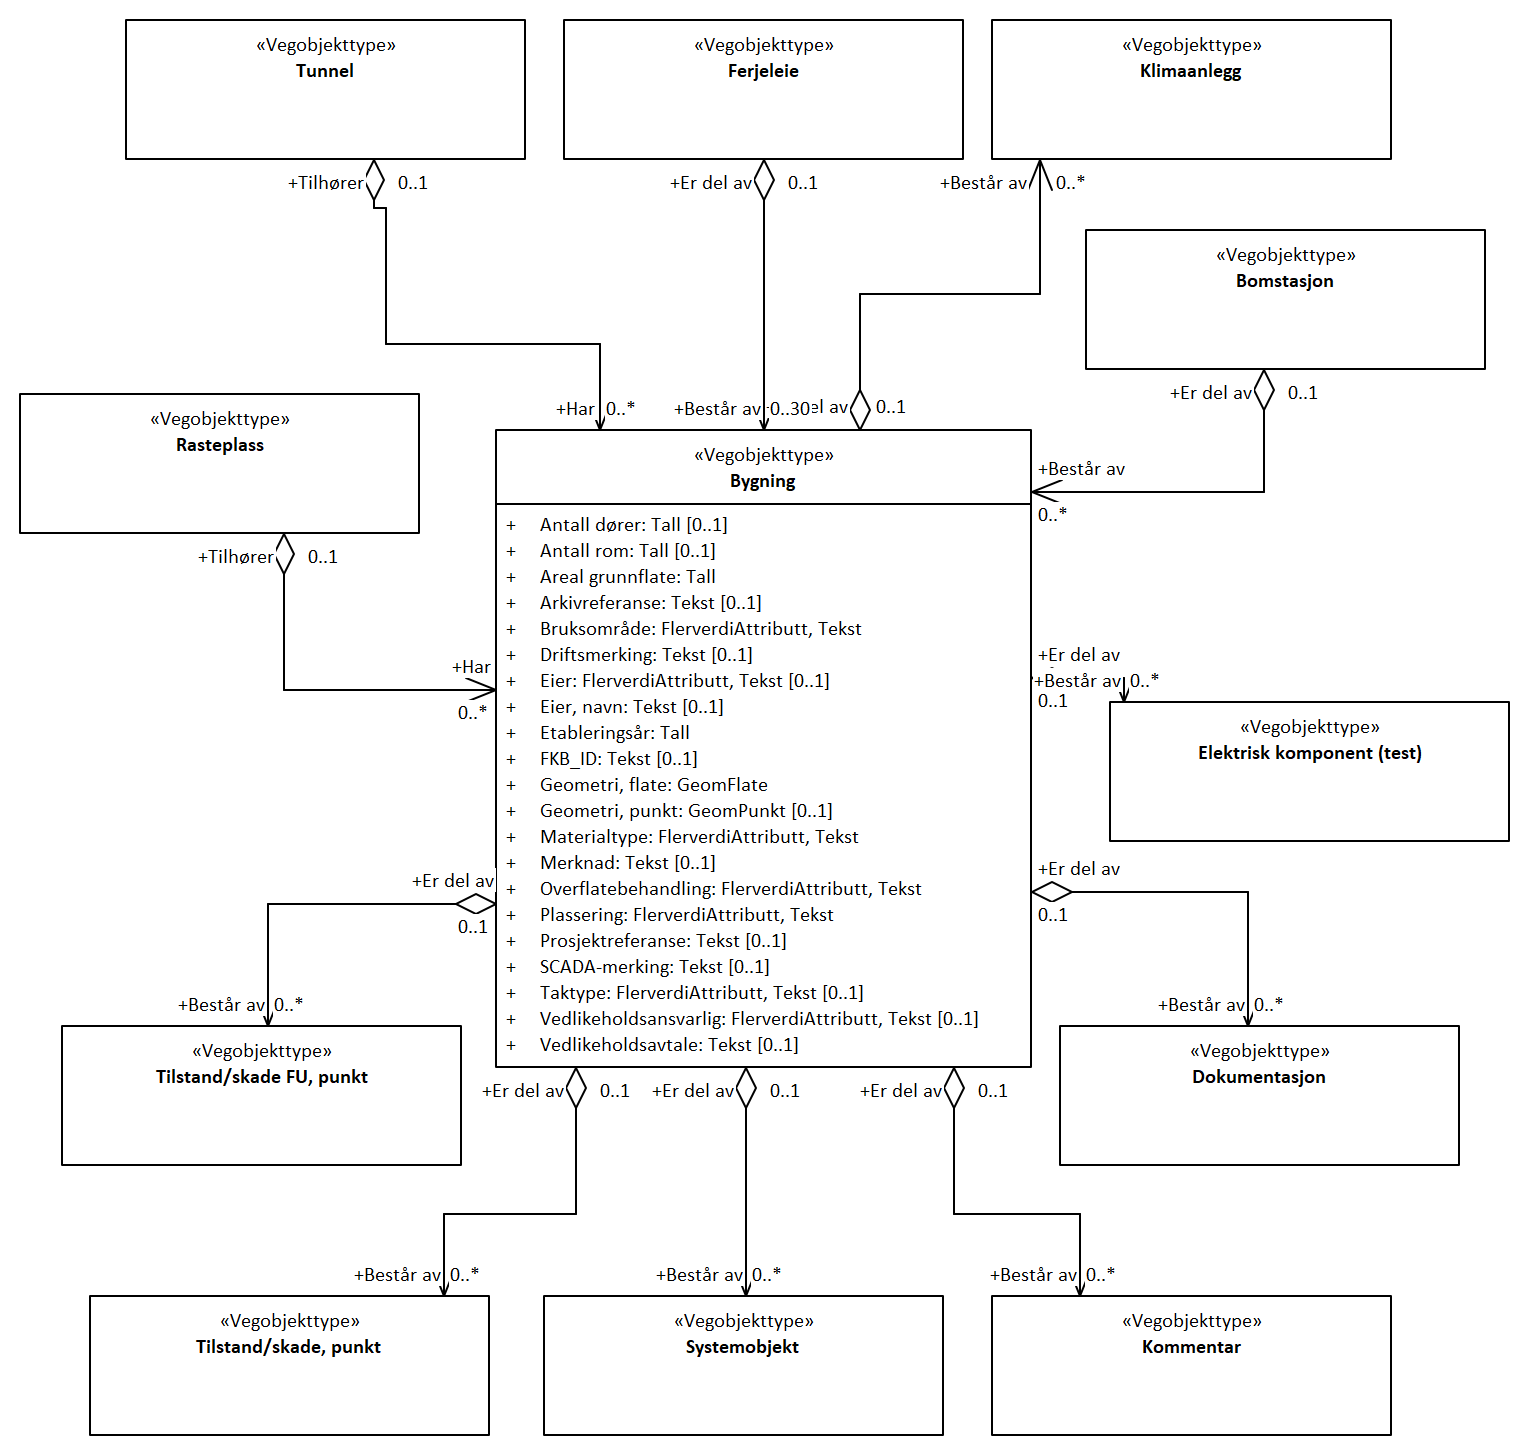 «Vegobjekttype»
Tunnel
«Vegobjekttype»
Ferjeleie
«Vegobjekttype»
Klimaanlegg
+Tilhører 0..1
+Er del av 0..1
+Består av 0..*
«Vegobjekttype»
Bomstasjon
+Er del av 0..1
«Vegobjekttype»
Rasteplass
+Tilhører 0..1
+Har 0..*
+Består av 0..30
el av 0..1
+Består av
0..*
«Vegobjekttype»
Bygning
+ Antall dører: Tall [0..1]
+ Antall rom: Tall [0..1]
+ Areal grunnflate: Tall
+ Arkivreferanse: Tekst [0..1]
+ Bruksområde: FlerverdiAttributt, Tekst
+ Driftsmerking: Tekst [0..1]
+ Eier: FlerverdiAttributt, Tekst [0..1]
+ Eier, navn: Tekst [0..1]
+ Etableringsår: Tall
+ FKB_ID: Tekst [0..1]
+ Geometri, flate: GeomFlate
+ Geometri, punkt: GeomPunkt [0..1]
+ Materialtype: FlerverdiAttributt, Tekst
+ Merknad: Tekst [0..1]
+ Overflatebehandling: FlerverdiAttributt, Tekst
+ Plassering: FlerverdiAttributt, Tekst
+ Prosjektreferanse: Tekst [0..1]
+ SCADA-merking: Tekst [0..1]
+ Taktype: FlerverdiAttributt, Tekst [0..1]
+ Vedlikeholdsansvarlig: FlerverdiAttributt, Tekst [0..1]
+ Vedlikeholdsavtale: Tekst [0..1]
+Har
0..*
+Er del av
+Består av 0..*
0..1
«Vegobjekttype»
Elektrisk komponent (test)
+Er del av
0..1
+Består av 0..*
«Vegobjekttype»
Tilstand/skade FU, punkt
+Er del av
0..1
+Består av 0..*
«Vegobjekttype»
Dokumentasjon
+Er del av 0..1
+Er del av 0..1
+Er del av 0..1
+Består av 0..*
+Består av 0..*
+Består av 0..*
«Vegobjekttype»
Tilstand/skade, punkt
«Vegobjekttype»
Systemobjekt
«Vegobjekttype»
Kommentar